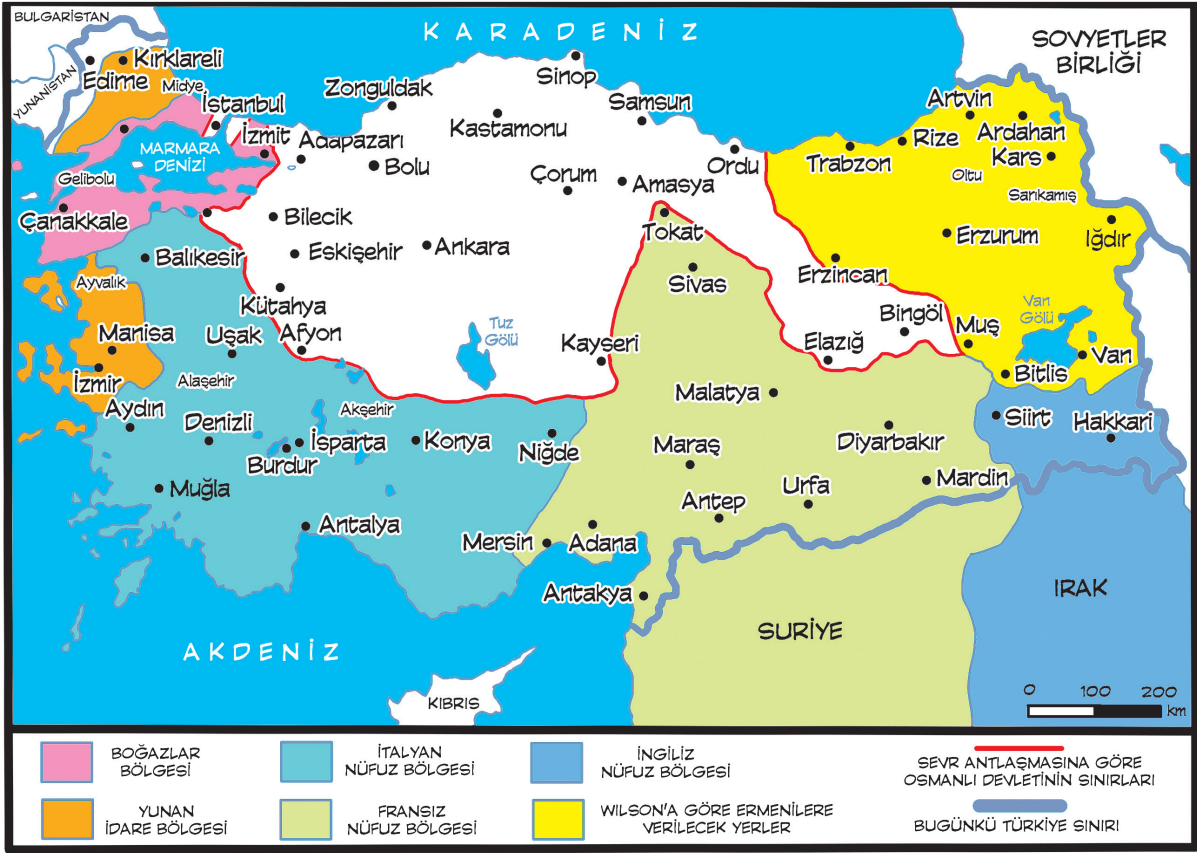 BULGARİSTAN
YUNANİSTAN
KARADENİZ
SOVYETLER
BİRLİĞİ
Kırklareli
Edime
Midye
İstanbul
Zonguldak
Sinop
Kastamonu
Samsun
Artvin
Ardahan
Rize
Kars
MARMARA
DENİZİ
İzmit
Adapazarı
Bolu
Çorum
Amasya
Ordu
Trabzon
Oltu
Sarıkamış
Gelibolu
Çanakkale
Bilecik
Eskişehir
Ankara
Tokat
Erzurum
Iğdır
Balıkesir
Sivas
Erzincan
Ayvalık
Kütahya
Manisa
Uşak
Afyon
Tuz
Gölü
Kayseri
Elazığ
Bingöl
Muş
Van
Gölü
Van
İzmir
Alaşehir
Bitlis
Aydın
Denizli
Akşehir
Malatya
Siirt
Hakkari
Burdur
İsparta
Konya
Niğde
Maraş
Diyarbakır
Muğla
Antalya
Antep
Urfa
Mardin
Mersin
Adana
Antakya
IRAK
SURİYE
AKDENİZ
KIBRIS
0 100 200
km
BOĞAZLAR
BÖLGESİ
İTALYAN
NÜFUZ BÖLGESİ
İNGİLİZ
NÜFUZ BÖLGESİ
SEVR ANTLAŞMASINA GÖRE
OSMANLI DEVLETİNİN SINIRLARI
YUNAN
İDARE BÖLGESİ
FRANSIZ
NÜFUZ BÖLGESİ
WILSON'A GÖRE ERMENİLERE
VERİLECEK YERLER
BUGÜNKÜ TÜRKİYE SINIRI